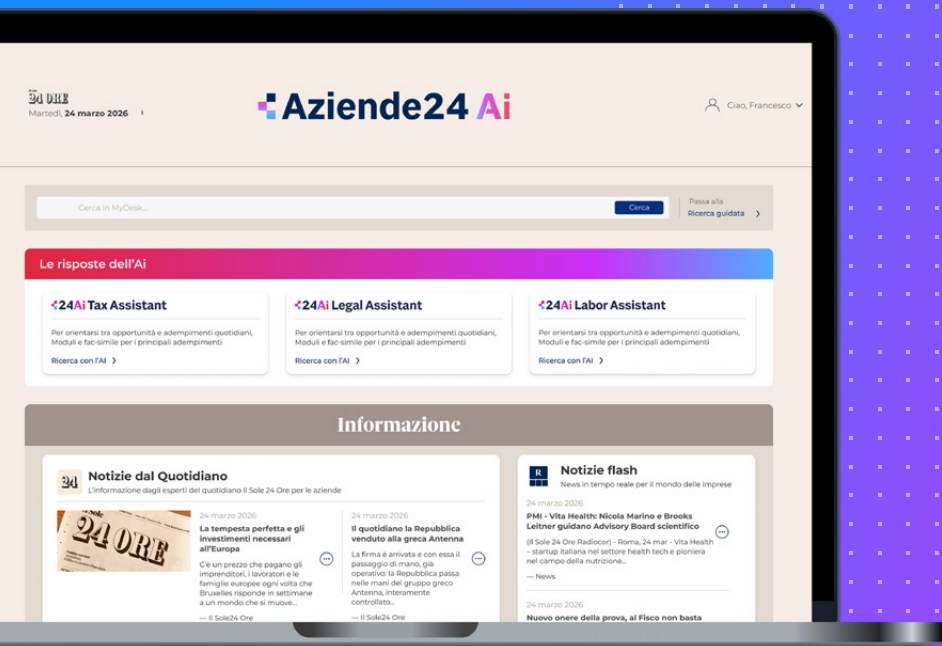 24 ORE
Martedì, 24 marzo 2026
Aziende24 Ai
Ciao, Francesco
Cerca in MyDesk...
Cerca
Passa alla
Ricerca guidata
Le risposte dell'Ai
24Ai Tax Assistant
Per orientarsi tra opportunità e adempimenti quotidiani,
Moduli e fac-simile per i principali adempimenti
Ricerca con l'AI
24Ai Legal Assistant
Per orientarsi tra opportunità e adempimenti quotidiani,
Moduli e fac-simile per i principali adempimenti
Ricerca con l'AI
24Ai Labor Assistant
Per orientarsi tra opportunità e adempimenti quotidiani,
Moduli e fac-simile per i principali adempimenti
Ricerca con l'AI
Informazione
24
Notizie dal Quotidiano
L'informazione dagli esperti del quotidiano Il Sole 24 Ore per le aziende
24 ORE
24 marzo 2026
La tempesta perfetta e gli
investimenti necessari
all'Europa
C'è un prezzo che pagano gli
imprenditori, i lavoratori e le
famiglie europee ogni volta che
Bruxelles risponde in settimane
a un mondo che si muove...
— Il Sole24 Ore
24 marzo 2026
Il quotidiano la Repubblica
venduto alla greca Antenna
La firma è arrivata e con essa il
passaggio di mano, già
operativo: la Repubblica passa
nelle mani del gruppo greco
Antenna, interamente
controllato...
— Il Sole24 Ore
R
Notizie flash
News in tempo reale per il mondo delle imprese
24 marzo 2026
PMI - Vita Health: Nicola Marino e Brooks
Leitner guidano Advisory Board scientifico
(Il Sole 24 Ore Radiocor) - Roma, 24 mar - Vita Health
– startup italiana nel settore health tech e pioniera
nel campo della nutrizione...
— News
24 marzo 2026
Nuovo onere della prova, al Fisco non basta